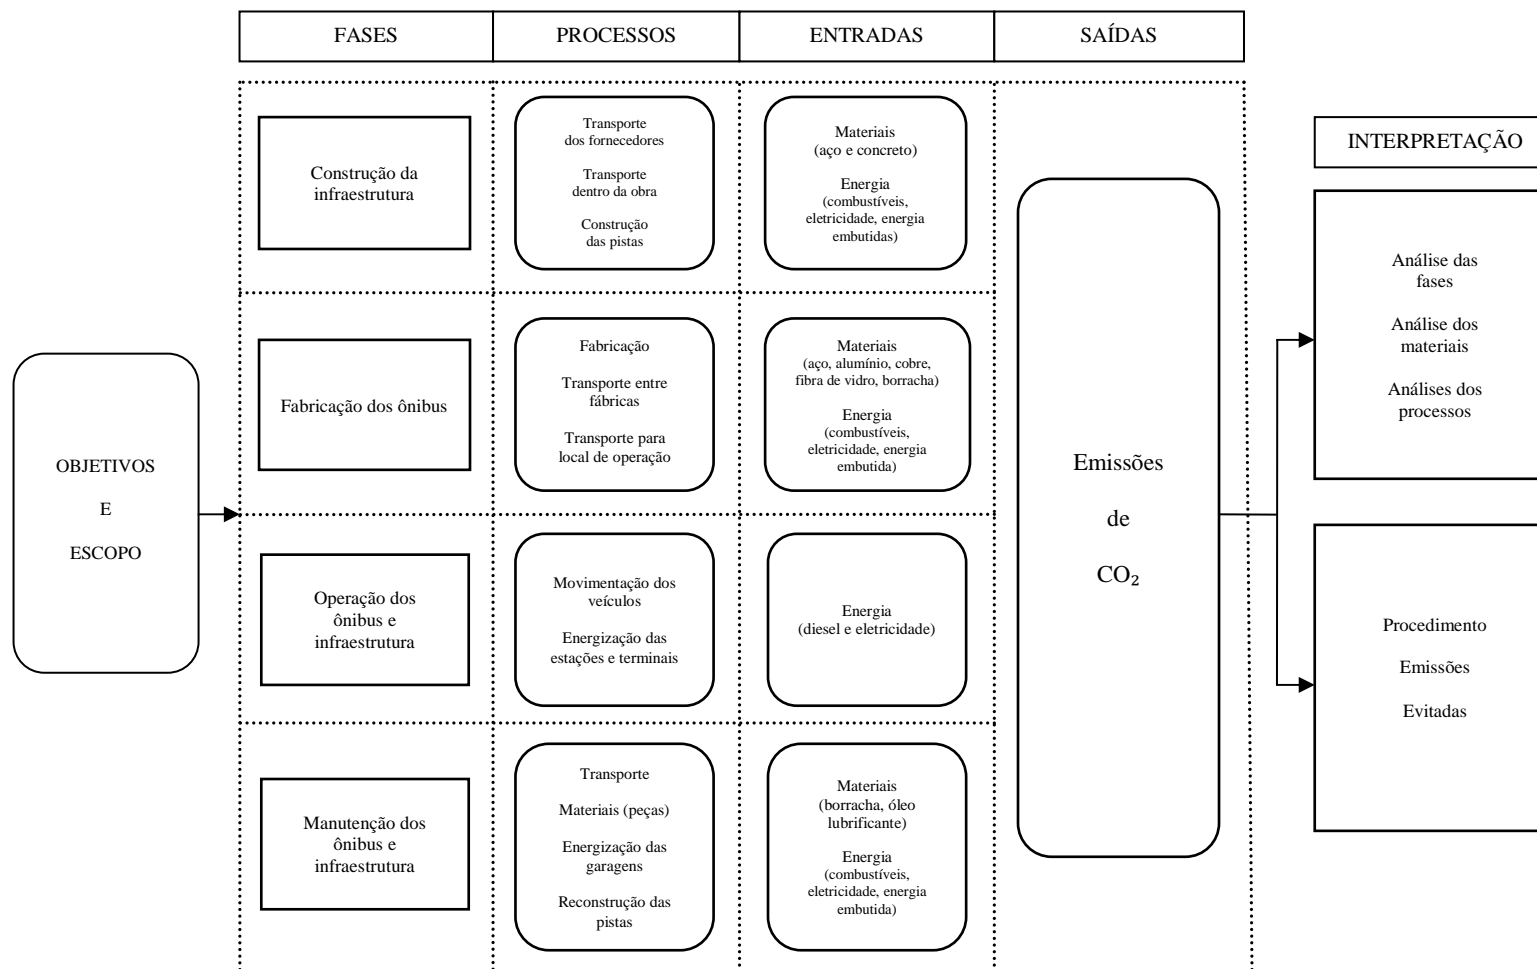 FASES
PROCESSOS
ENTRADAS
SAÍDAS
INTERPRETAÇÃO
OBJETIVOS
E
ESCOPO
Construção da
infraestrutura
Transporte
dos fornecedores
Transporte
dentro da obra
Construção
das pistas
Materiais
(aço e concreto)
Energia
(combustíveis,
eletricidade, energia
embutidas)
Fabricação dos ônibus
Fabricação
Transporte entre
fábricas
Transporte para
local de operação
Materiais
(aço, alumínio, cobre,
fibra de vidro, borracha)
Energia
(combustíveis,
eletricidade, energia
embutida)
Operação dos
ônibus e
infraestrutura
Movimentação dos
veículos
Energização das
estações e terminais
Energia
(diesel e eletricidade)
Manutenção dos
ônibus e
infraestrutura
Transporte
Materiais (peças)
Energização das
garagens
Reconstrução das
pistas
Materiais
(borracha, óleo
lubrificante)
Energia
(combustíveis,
eletricidade, energia
embutida)
Emissões
de
CO₂
Análise das
fases
Análise dos
materiais
Análises dos
processos
Procedimento
Emissões
Evitadas